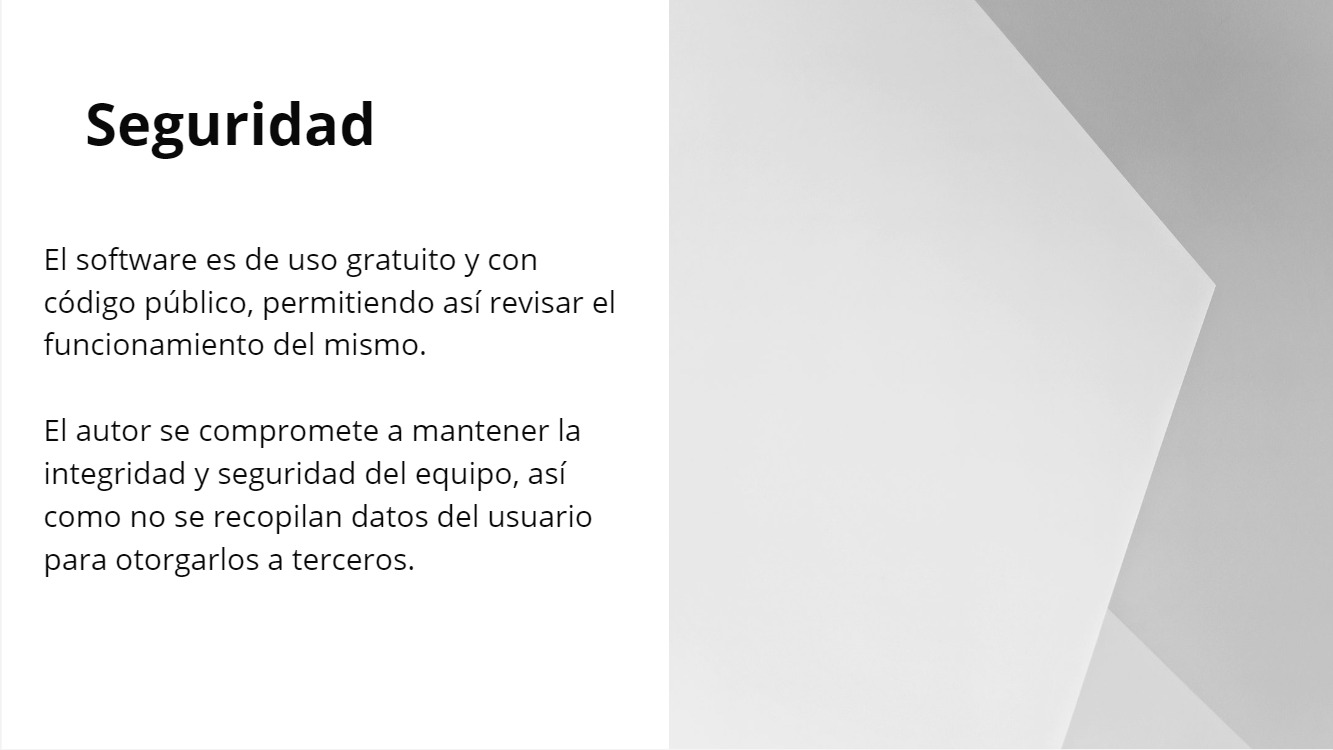 Seguridad
El software es de uso gratuito y con
código público, permitiendo así revisar el
funcionamiento del mismo.
El autor se compromete a mantener la
integridad y seguridad del equipo, así
como no se recopilan datos del usuario
para otorgarlos a terceros.